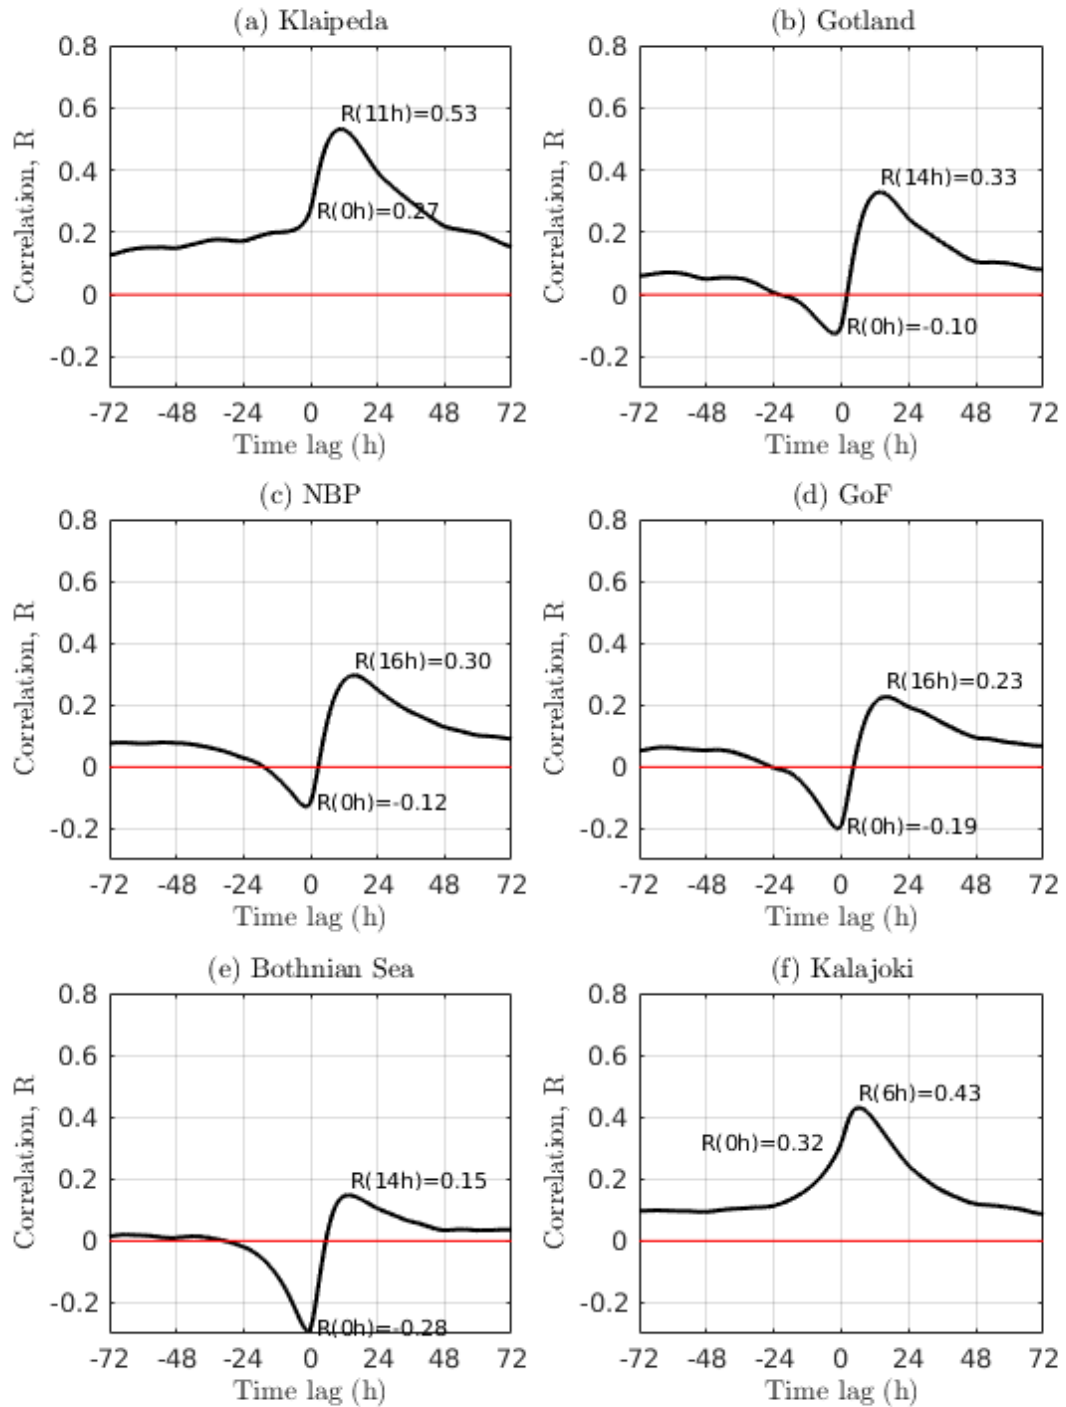 (a) Klaipeda
0.8
0.6
0.4
0.2
0
-0.2
Correlation, R
R(11h)=0.53
R(0h)=0.27
-72 -48 -24 0 24 48 72
Time lag (h)
(b) Gotland
0.8
0.6
0.4
0.2
0
-0.2
Correlation, R
R(14h)=0.33
R(0h)=-0.10
-72 -48 -24 0 24 48 72
Time lag (h)
(c) NBP
0.8
0.6
0.4
0.2
0
-0.2
Correlation, R
R(16h)=0.30
R(0h)=-0.12
-72 -48 -24 0 24 48 72
Time lag (h)
(d) GoF
0.8
0.6
0.4
0.2
0
-0.2
Correlation, R
R(16h)=0.23
R(0h)=-0.19
-72 -48 -24 0 24 48 72
Time lag (h)
(e) Bothnian Sea
0.8
0.6
0.4
0.2
0
-0.2
Correlation, R
R(14h)=0.15
R(0h)=-0.28
-72 -48 -24 0 24 48 72
Time lag (h)
(f) Kalajoki
0.8
0.6
0.4
0.2
0
-0.2
Correlation, R
R(6h)=0.43
R(0h)=0.32
-72 -48 -24 0 24 48 72
Time lag (h)